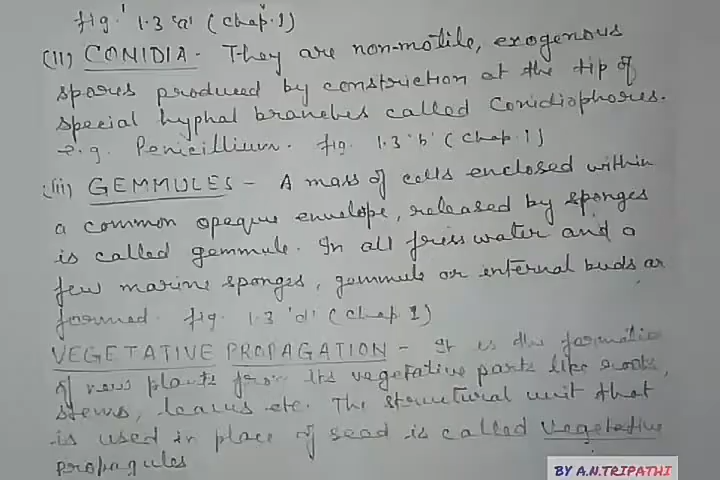 fig. 1.3 'a' (Chap. 1)
(II) CONIDIA - They are non-motile, exogenous
spores produced by constriction at the tip of
special hyphal branches called Conidiophores.
e.g. Penicillium. fig. 1.3 'b' (Chap. 1)
(iii) GEMMULES - A mass of cells enclosed within
a common opeque envelope, released by sponges
is called gemmule. In all fress water and a
few marine sponges, gemmule or internal buds ar
formed. fig. 1.3 'd' (Chap. 1)
VEGETATIVE PROPAGATION - It is the formatio
of new plants from its vegetative parts like roots,
stems, leaves etc. The structural unit that
is used in place of seed is called Vegetative
propagules
BY A.N.TRIPATHI